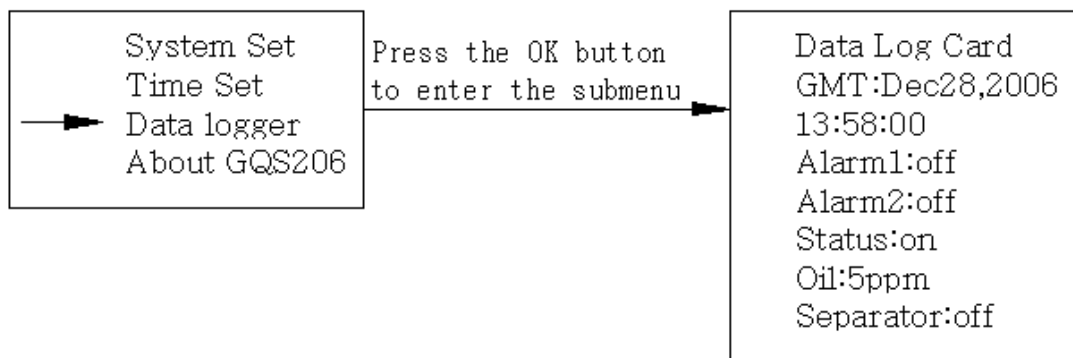 System Set
Time Set
Data logger
About GQS206
Press the OK button
to enter the submenu
Data Log Card
GMT:Dec28,2006
13:58:00
Alarm1:off
Alarm2:off
Status:on
Oil:5ppm
Separator:off